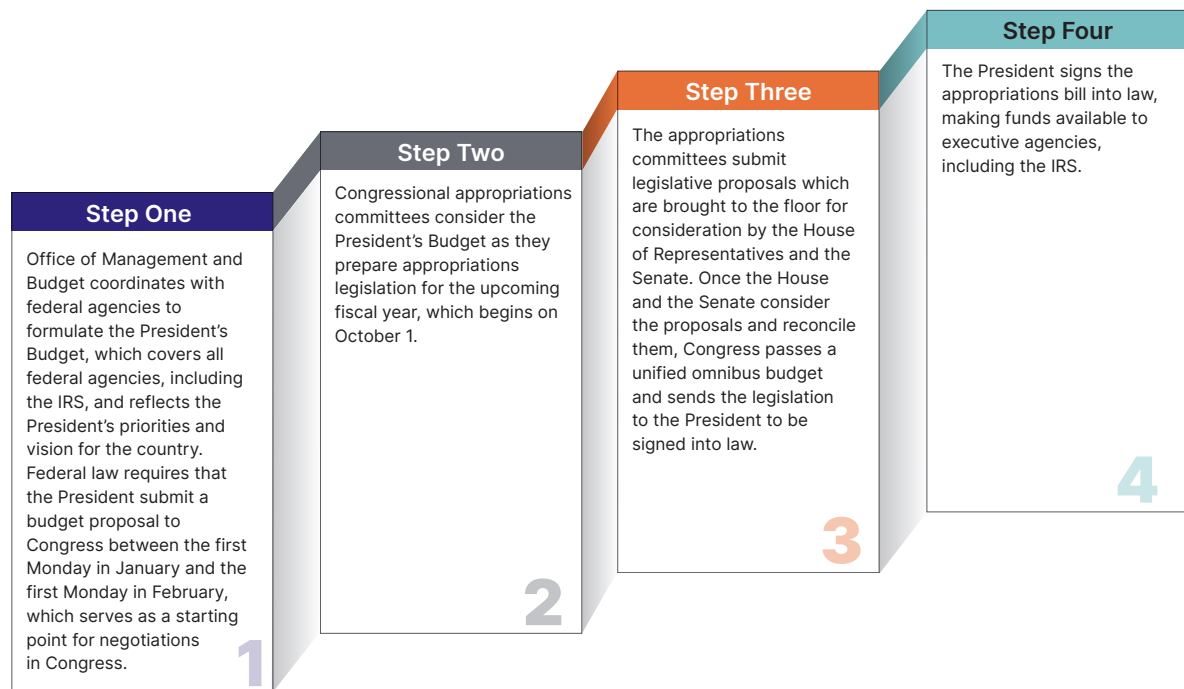 Step One
Office of Management and
Budget coordinates with
federal agencies to
formulate the President’s
Budget, which covers all
federal agencies, including
the IRS, and reflects the
President’s priorities and
vision for the country.
Federal law requires that
the President submit a
budget proposal to
Congress between the first
Monday in January and the
first Monday in February,
which serves as a starting
point for negotiations
in Congress.
1
Step Two
Congressional appropriations
committees consider the
President’s Budget as they
prepare appropriations
legislation for the upcoming
fiscal year, which begins on
October 1.
2
Step Three
The appropriations
committees submit
legislative proposals which
are brought to the floor for
consideration by the House
of Representatives and the
Senate. Once the House
and the Senate consider
the proposals and reconcile
them, Congress passes a
unified omnibus budget
and sends the legislation
to the President to be
signed into law.
3
Step Four
The President signs the
appropriations bill into law,
making funds available to
executive agencies,
including the IRS.
4